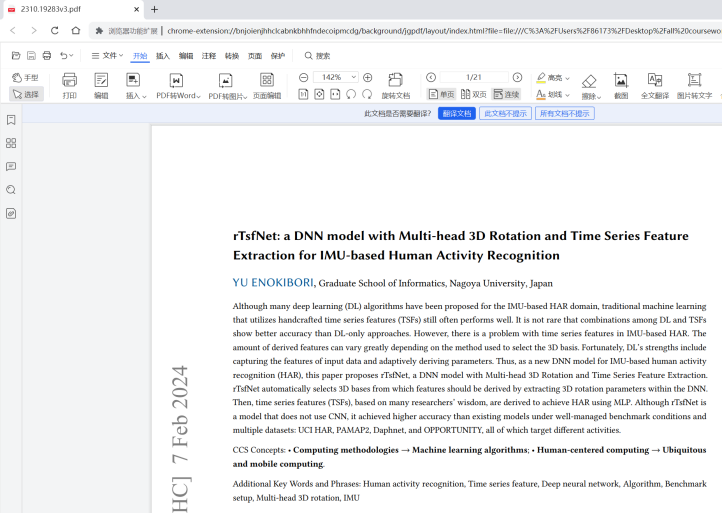 2310.19283v3.pdf
浏览器功能扩展 | chrome-extension://bnjoienjhhclcabnkbhhfndecoipmcdg/background/jgpdf/layout/index.html?file=file:///C%3A%2FUsers%2F86173%2FDesktop%2Fall%20coursewo
文件 开始 插入 编辑 注释 转换 页面 保护 搜索
手型 142% 1/21 高亮
选择 打印 编辑 插入 PDF转Word PDF转图片 页面编辑 旋转文档 单页 双页 连续 划线 擦除 截图 全文翻译 图片转文字
此文档是否需要翻译? 翻译文档 此文档不提示 所有文档不提示
rTsfNet: a DNN model with Multi-head 3D Rotation and Time Series Feature
Extraction for IMU-based Human Activity Recognition
YU ENOKIBORI, Graduate School of Informatics, Nagoya University, Japan
Although many deep learning (DL) algorithms have been proposed for the IMU-based HAR domain, traditional machine learning
that utilizes handcrafted time series features (TSFs) still often performs well. It is not rare that combinations among DL and TSFs
show better accuracy than DL-only approaches. However, there is a problem with time series features in IMU-based HAR. The
amount of derived features can vary greatly depending on the method used to select the 3D basis. Fortunately, DL's strengths include
capturing the features of input data and adaptively deriving parameters. Thus, as a new DNN model for IMU-based human activity
recognition (HAR), this paper proposes rTsfNet, a DNN model with Multi-head 3D Rotation and Time Series Feature Extraction.
rTsfNet automatically selects 3D bases from which features should be derived by extracting 3D rotation parameters within the DNN.
Then, time series features (TSFs), based on many researchers' wisdom, are derived to achieve HAR using MLP. Although rTsfNet is
a model that does not use CNN, it achieved higher accuracy than existing models under well-managed benchmark conditions and
multiple datasets: UCI HAR, PAMAP2, Daphnet, and OPPORTUNITY, all of which target different activities.
CCS Concepts: • Computing methodologies → Machine learning algorithms; • Human-centered computing → Ubiquitous
and mobile computing.
Additional Key Words and Phrases: Human activity recognition, Time series feature, Deep neural network, Algorithm, Benchmark
setup, Multi-head 3D rotation, IMU
HC] 7 Feb 2024